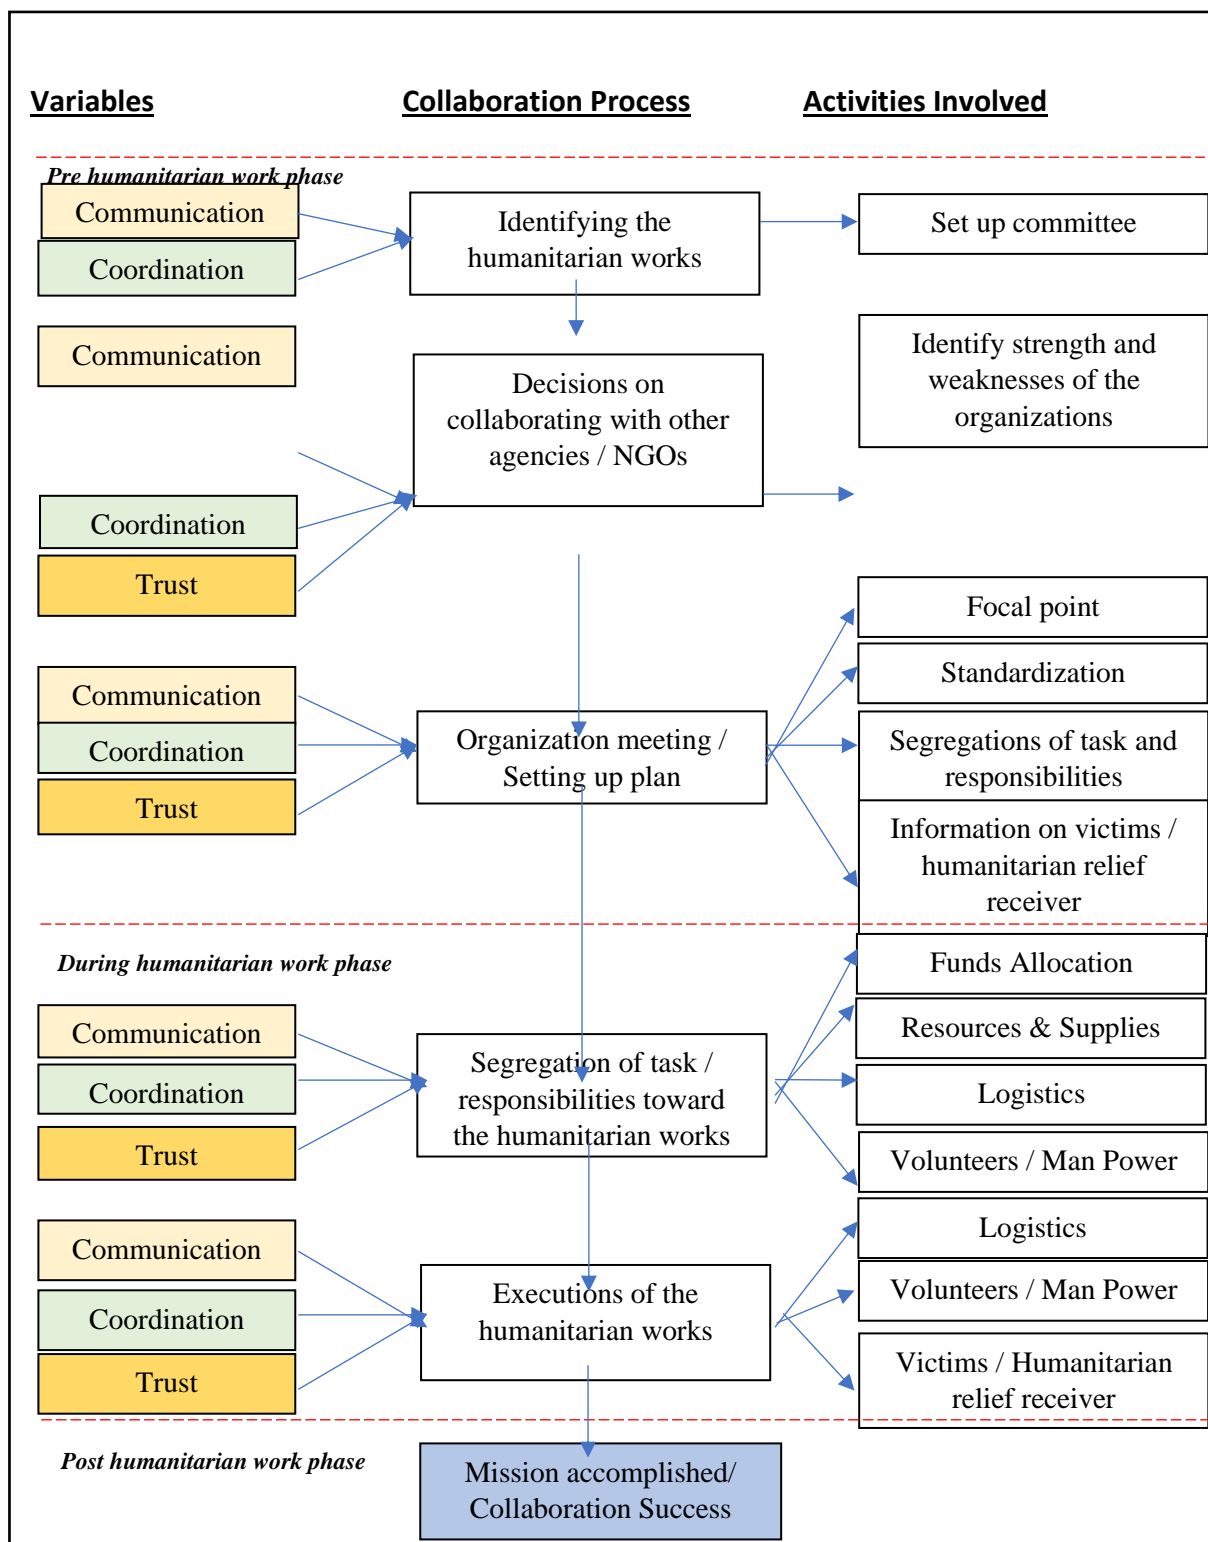 Variables
Collaboration Process
Activities Involved
Pre humanitarian work phase
Communication
Coordination
Identifying the
humanitarian works
Set up committee
Communication
Coordination
Trust
Decisions on
collaborating with other
agencies / NGOs
Identify strength and
weaknesses of the
organizations
Communication
Coordination
Trust
Organization meeting /
Setting up plan
Focal point
Standardization
Segregations of task and
responsibilities
Information on victims /
humanitarian relief
receiver
During humanitarian work phase
Communication
Coordination
Trust
Segregation of task /
responsibilities toward
the humanitarian works
Funds Allocation
Resources & Supplies
Logistics
Volunteers / Man Power
Communication
Coordination
Trust
Executions of the
humanitarian works
Logistics
Volunteers / Man Power
Victims / Humanitarian
relief receiver
Post humanitarian work phase
Mission accomplished/
Collaboration Success